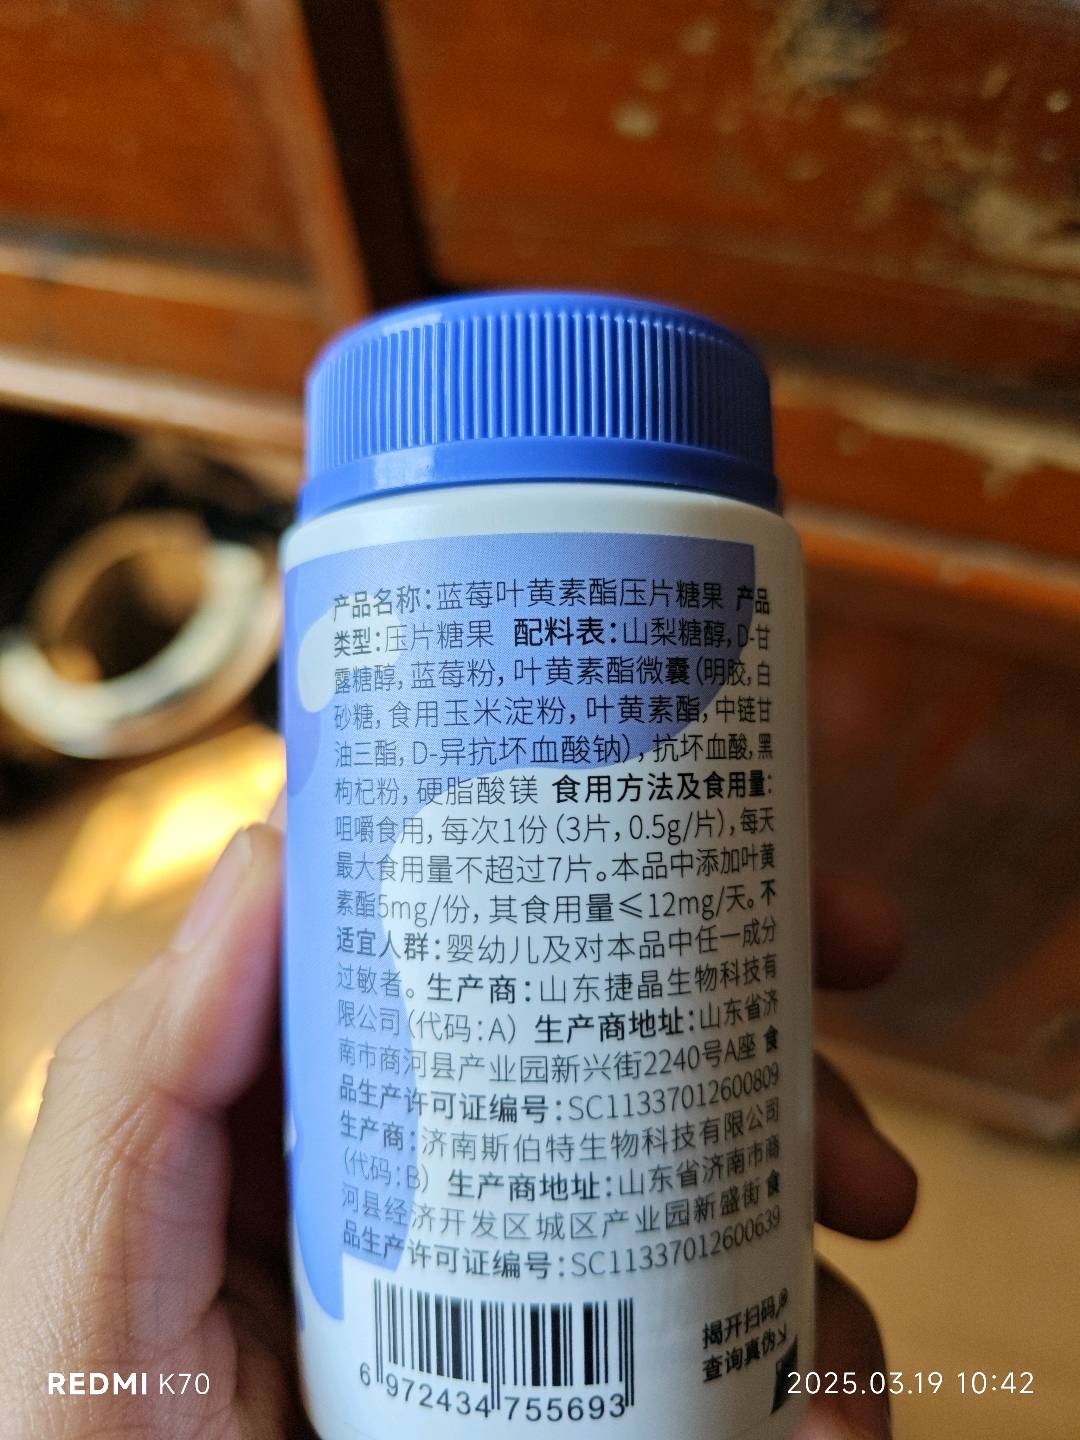 产品名称:蓝莓叶黄素酯压片糖果 产品
类型:压片糖果 配料表:山梨糖醇,D-甘
露糖醇,蓝莓粉,叶黄素酯微囊(明胶,白
砂糖,食用玉米淀粉,叶黄素酯,中链甘
油三酯,D-异抗坏血酸钠),抗坏血酸,黑
枸杞粉,硬脂酸镁 食用方法及食用量:
咀嚼食用,每次1份(3片,0.5g/片),每天
最大食用量不超过7片。本品中添加叶黄
素酯5mg/份,其食用量≤12mg/天。不
适宜人群:婴幼儿及对本品中任一成分
过敏者。生产商:山东捷晶生物科技有
限公司(代码:A) 生产商地址:山东省济
南市商河县产业园新兴街2240号A座 食
品生产许可证编号:SC11337012600809
生产商:济南斯伯特生物科技有限公司
(代码:B) 生产商地址:山东省济南市商
河县经济开发区城区产业园新盛街 食
品生产许可证编号:SC11337012600639
揭开扫码
查询真伪
6 972434 755693
REDMI K70
2025.03.19 10:42